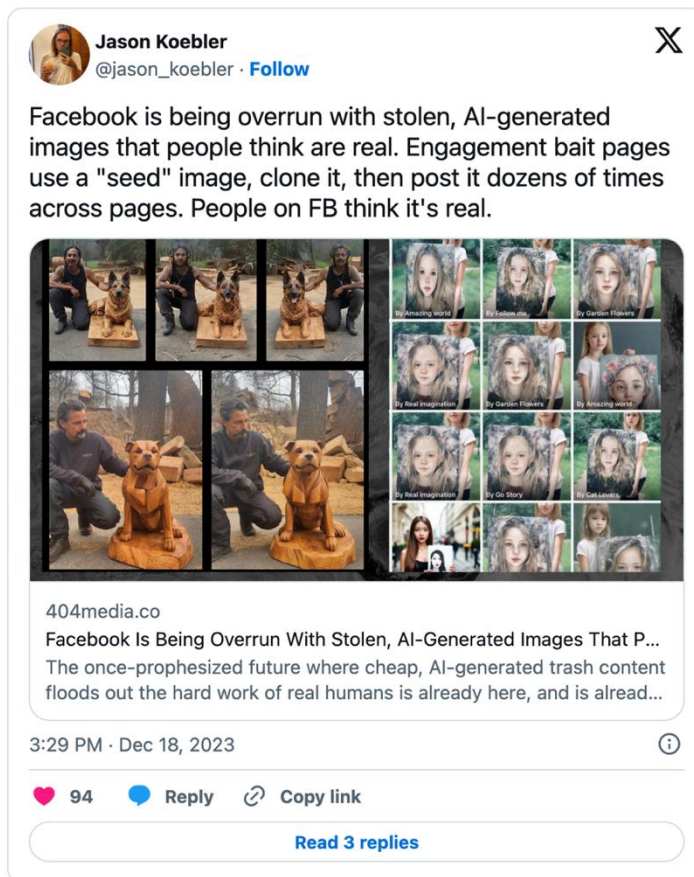 Jason Koebler
@jason_koebler · Follow
Facebook is being overrun with stolen, AI-generated
images that people think are real. Engagement bait pages
use a "seed" image, clone it, then post it dozens of times
across pages. People on FB think it's real.
By Amazing world
By Follow me
By Garden Flowers
By Real imagination
By Garden Flowers
By Amazing world
By Real imagination
By Go Story
By Cat Lovers.
404media.co
Facebook Is Being Overrun With Stolen, AI-Generated Images That P...
The once-prophesized future where cheap, AI-generated trash content
floods out the hard work of real humans is already here, and is alread...
3:29 PM · Dec 18, 2023
94 Reply Copy link
Read 3 replies